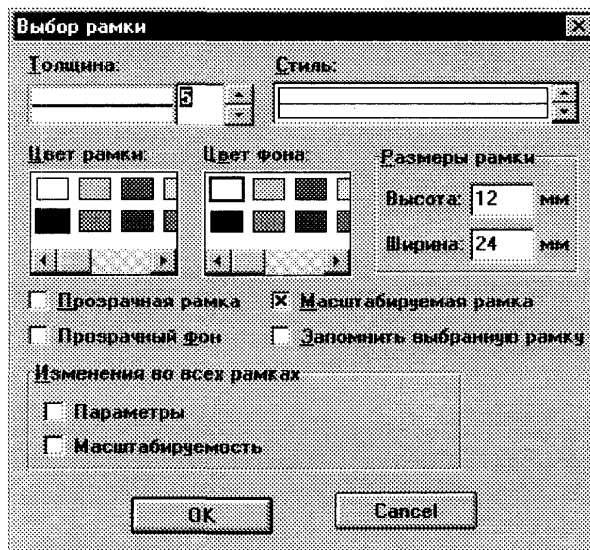 Выбор рамки
Толщина: Стиль:
5
Цвет рамки: Цвет фона: Размеры рамки
Высота: 12 мм
Ширина: 24 мм
Прозрачная рамка Масштабируемая рамка
Прозрачный фон Запомнить выбранную рамку
Изменения во всех рамках
Параметры
Масштабируемость
OK Cancel